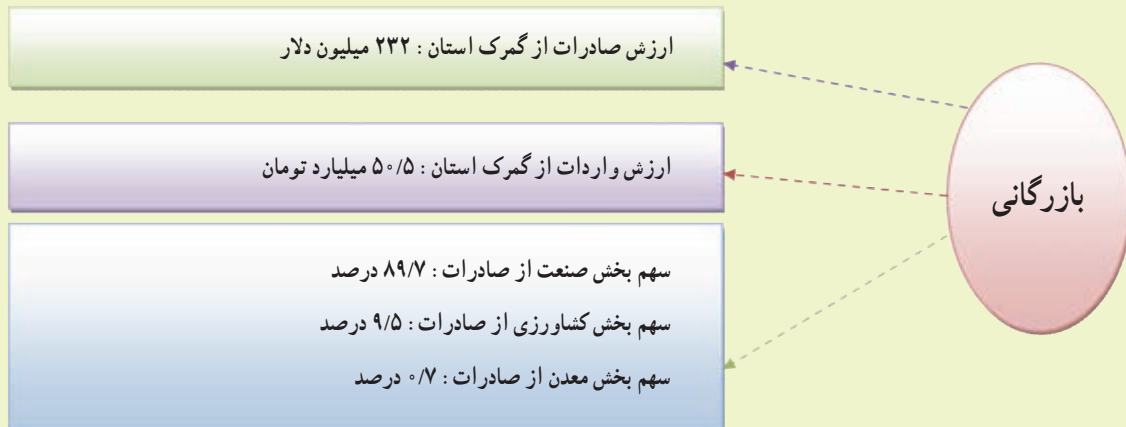 ارزش صادرات از گمرک استان : ۲۳۲ میلیون دلار
ارزش واردات از گمرک استان : ۵۰/۵ میلیارد تومان
بازرگانی
سهم بخش صنعت از صادرات : ۸۹/۷ درصد
سهم بخش کشاورزی از صادرات : ۹/۵ درصد
سهم بخش معدن از صادرات : ۰/۷ درصد